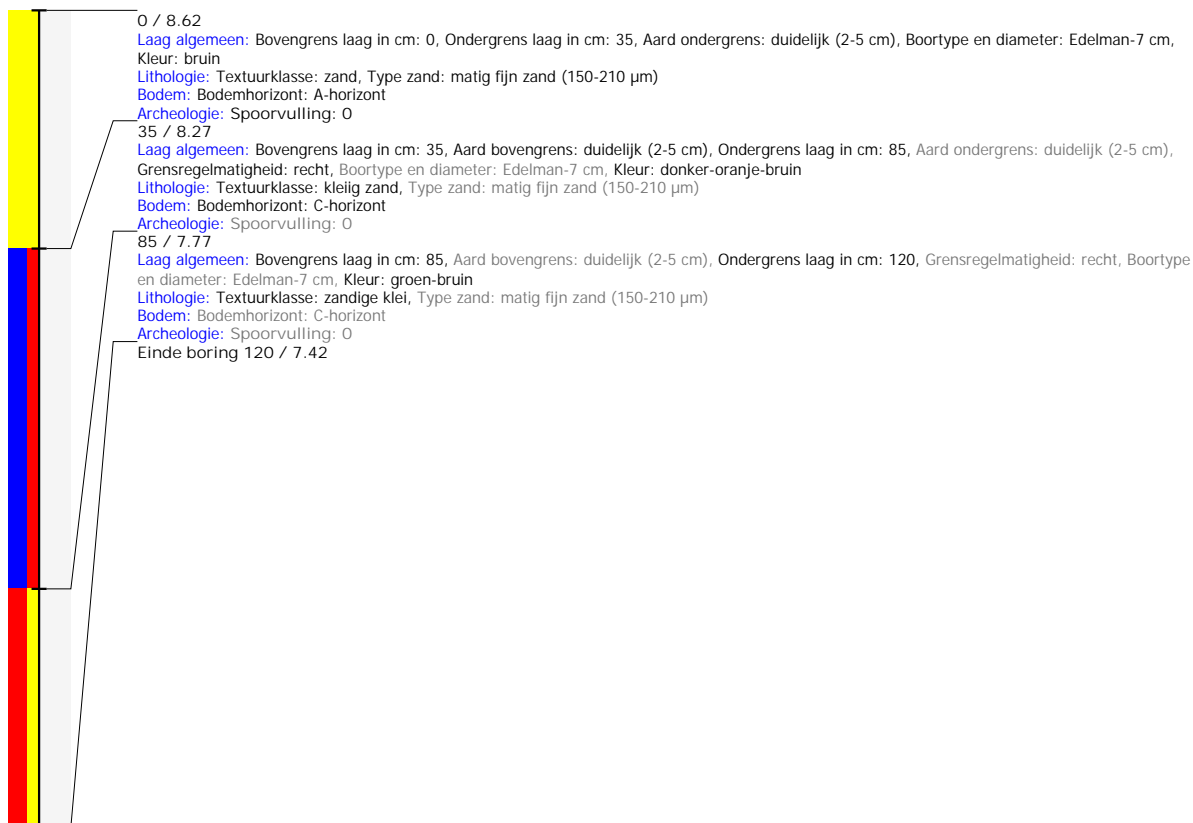 0 / 8.62
Laag algemeen: Bovengrens laag in cm: 0, Ondergrens laag in cm: 35, Aard ondergrens: duidelijk (2-5 cm), Boortype en diameter: Edelman-7 cm,
Kleur: bruin
Lithologie: Textuurklasse: zand, Type zand: matig fijn zand (150-210 µm)
Bodem: Bodemhorizont: A-horizont
Archeologie: Spoorvulling: 0
35 / 8.27
Laag algemeen: Bovengrens laag in cm: 35, Aard bovengrens: duidelijk (2-5 cm), Ondergrens laag in cm: 85, Aard ondergrens: duidelijk (2-5 cm),
Grensregelmatigheid: recht, Boortype en diameter: Edelman-7 cm, Kleur: donker-oranje-bruin
Lithologie: Textuurklasse: kleiig zand, Type zand: matig fijn zand (150-210 µm)
Bodem: Bodemhorizont: C-horizont
Archeologie: Spoorvulling: 0
85 / 7.77
Laag algemeen: Bovengrens laag in cm: 85, Aard bovengrens: duidelijk (2-5 cm), Ondergrens laag in cm: 120, Grensregelmatigheid: recht, Boortype
en diameter: Edelman-7 cm, Kleur: groen-bruin
Lithologie: Textuurklasse: zandige klei, Type zand: matig fijn zand (150-210 µm)
Bodem: Bodemhorizont: C-horizont
Archeologie: Spoorvulling: 0
Einde boring 120 / 7.42